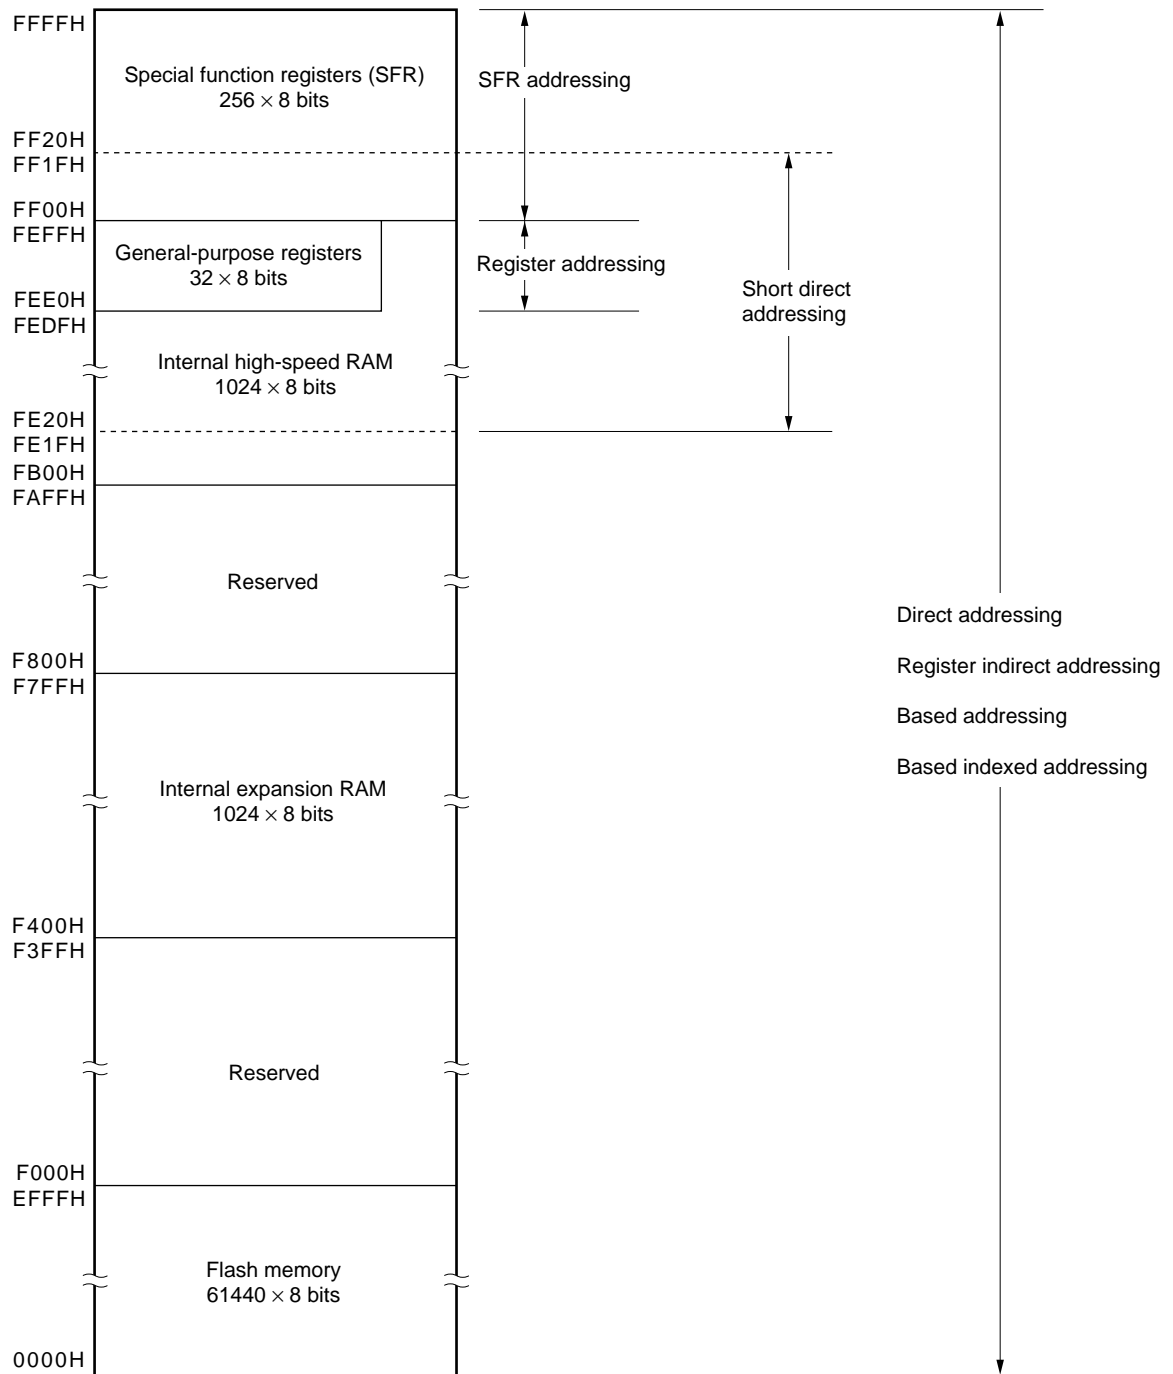 FFFFH
Special function registers (SFR)
256 × 8 bits
SFR addressing
FF20H
FF1FH
FF00H
FEFFH
General-purpose registers
32 × 8 bits
Register addressing
Short direct
addressing
FEE0H
FEDFH
Internal high-speed RAM
1024 × 8 bits
FE20H
FE1FH
FB00H
FAFFH
Reserved
Direct addressing
Register indirect addressing
Based addressing
Based indexed addressing
F800H
F7FFH
Internal expansion RAM
1024 × 8 bits
F400H
F3FFH
Reserved
F000H
EFFFH
Flash memory
61440 × 8 bits
0000H